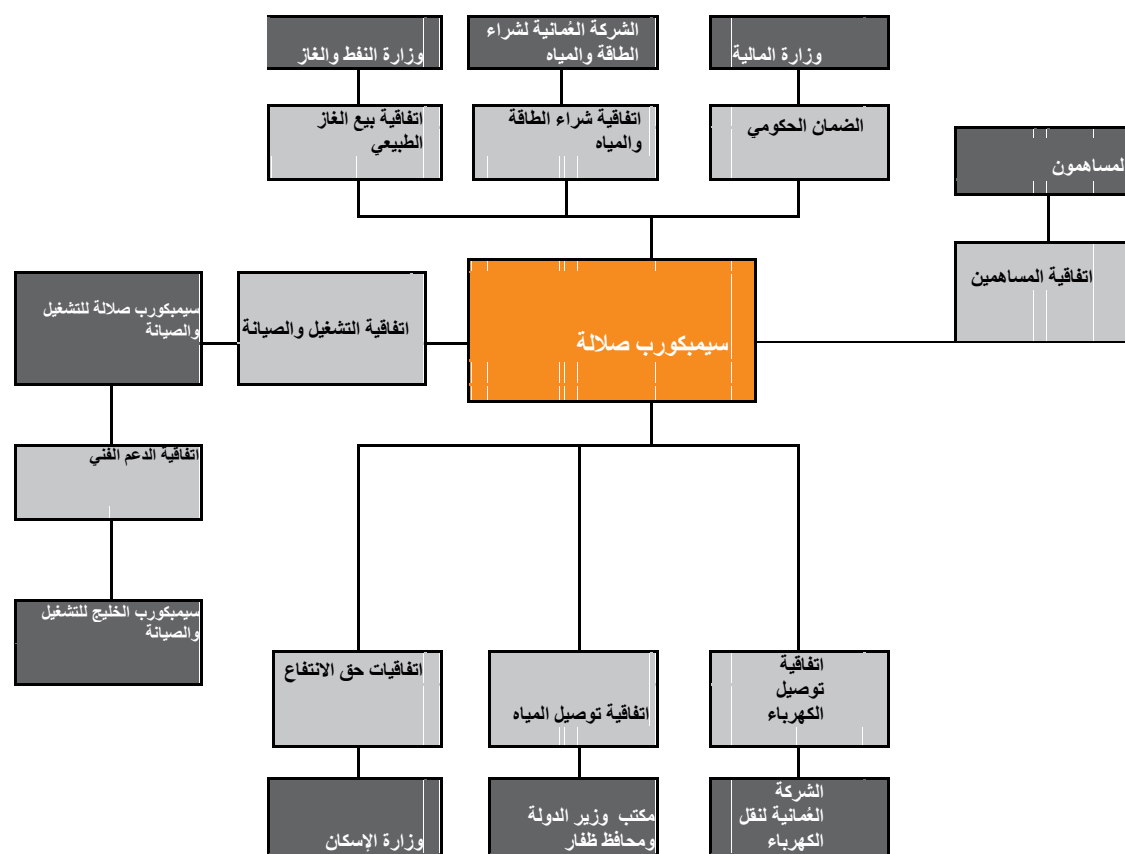 وزارة المالية
الشركة العُمانية لشراء
الطاقة والمياه
وزارة النفط والغاز
الضمان الحكومي
اتفاقية شراء الطاقة
والمياه
اتفاقية بيع الغاز
الطبيعي
المساهمون
اتفاقية المساهمين
سيمبكورب صلالة
اتفاقية التشغيل والصيانة
سيمبكورب صلالة للتشغيل
والصيانة
اتفاقية الدعم الفني
سيمبكورب الخليج للتشغيل
والصيانة
اتفاقية
توصيل
الكهرباء
اتفاقية توصيل المياه
اتفاقيات حق الانتفاع
الشركة
العُمانية لنقل
الكهرباء
مكتب وزير الدولة
ومحافظ ظفار
وزارة الإسكان